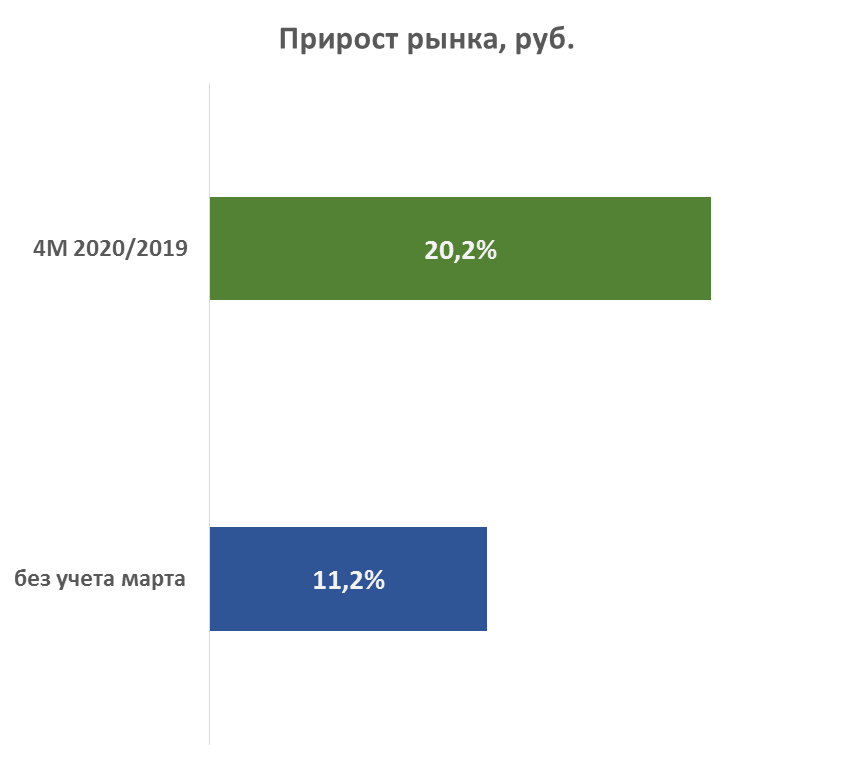 Прирост рынка, руб.
4М 2020/2019
20,2%
без учета марта
11,2%